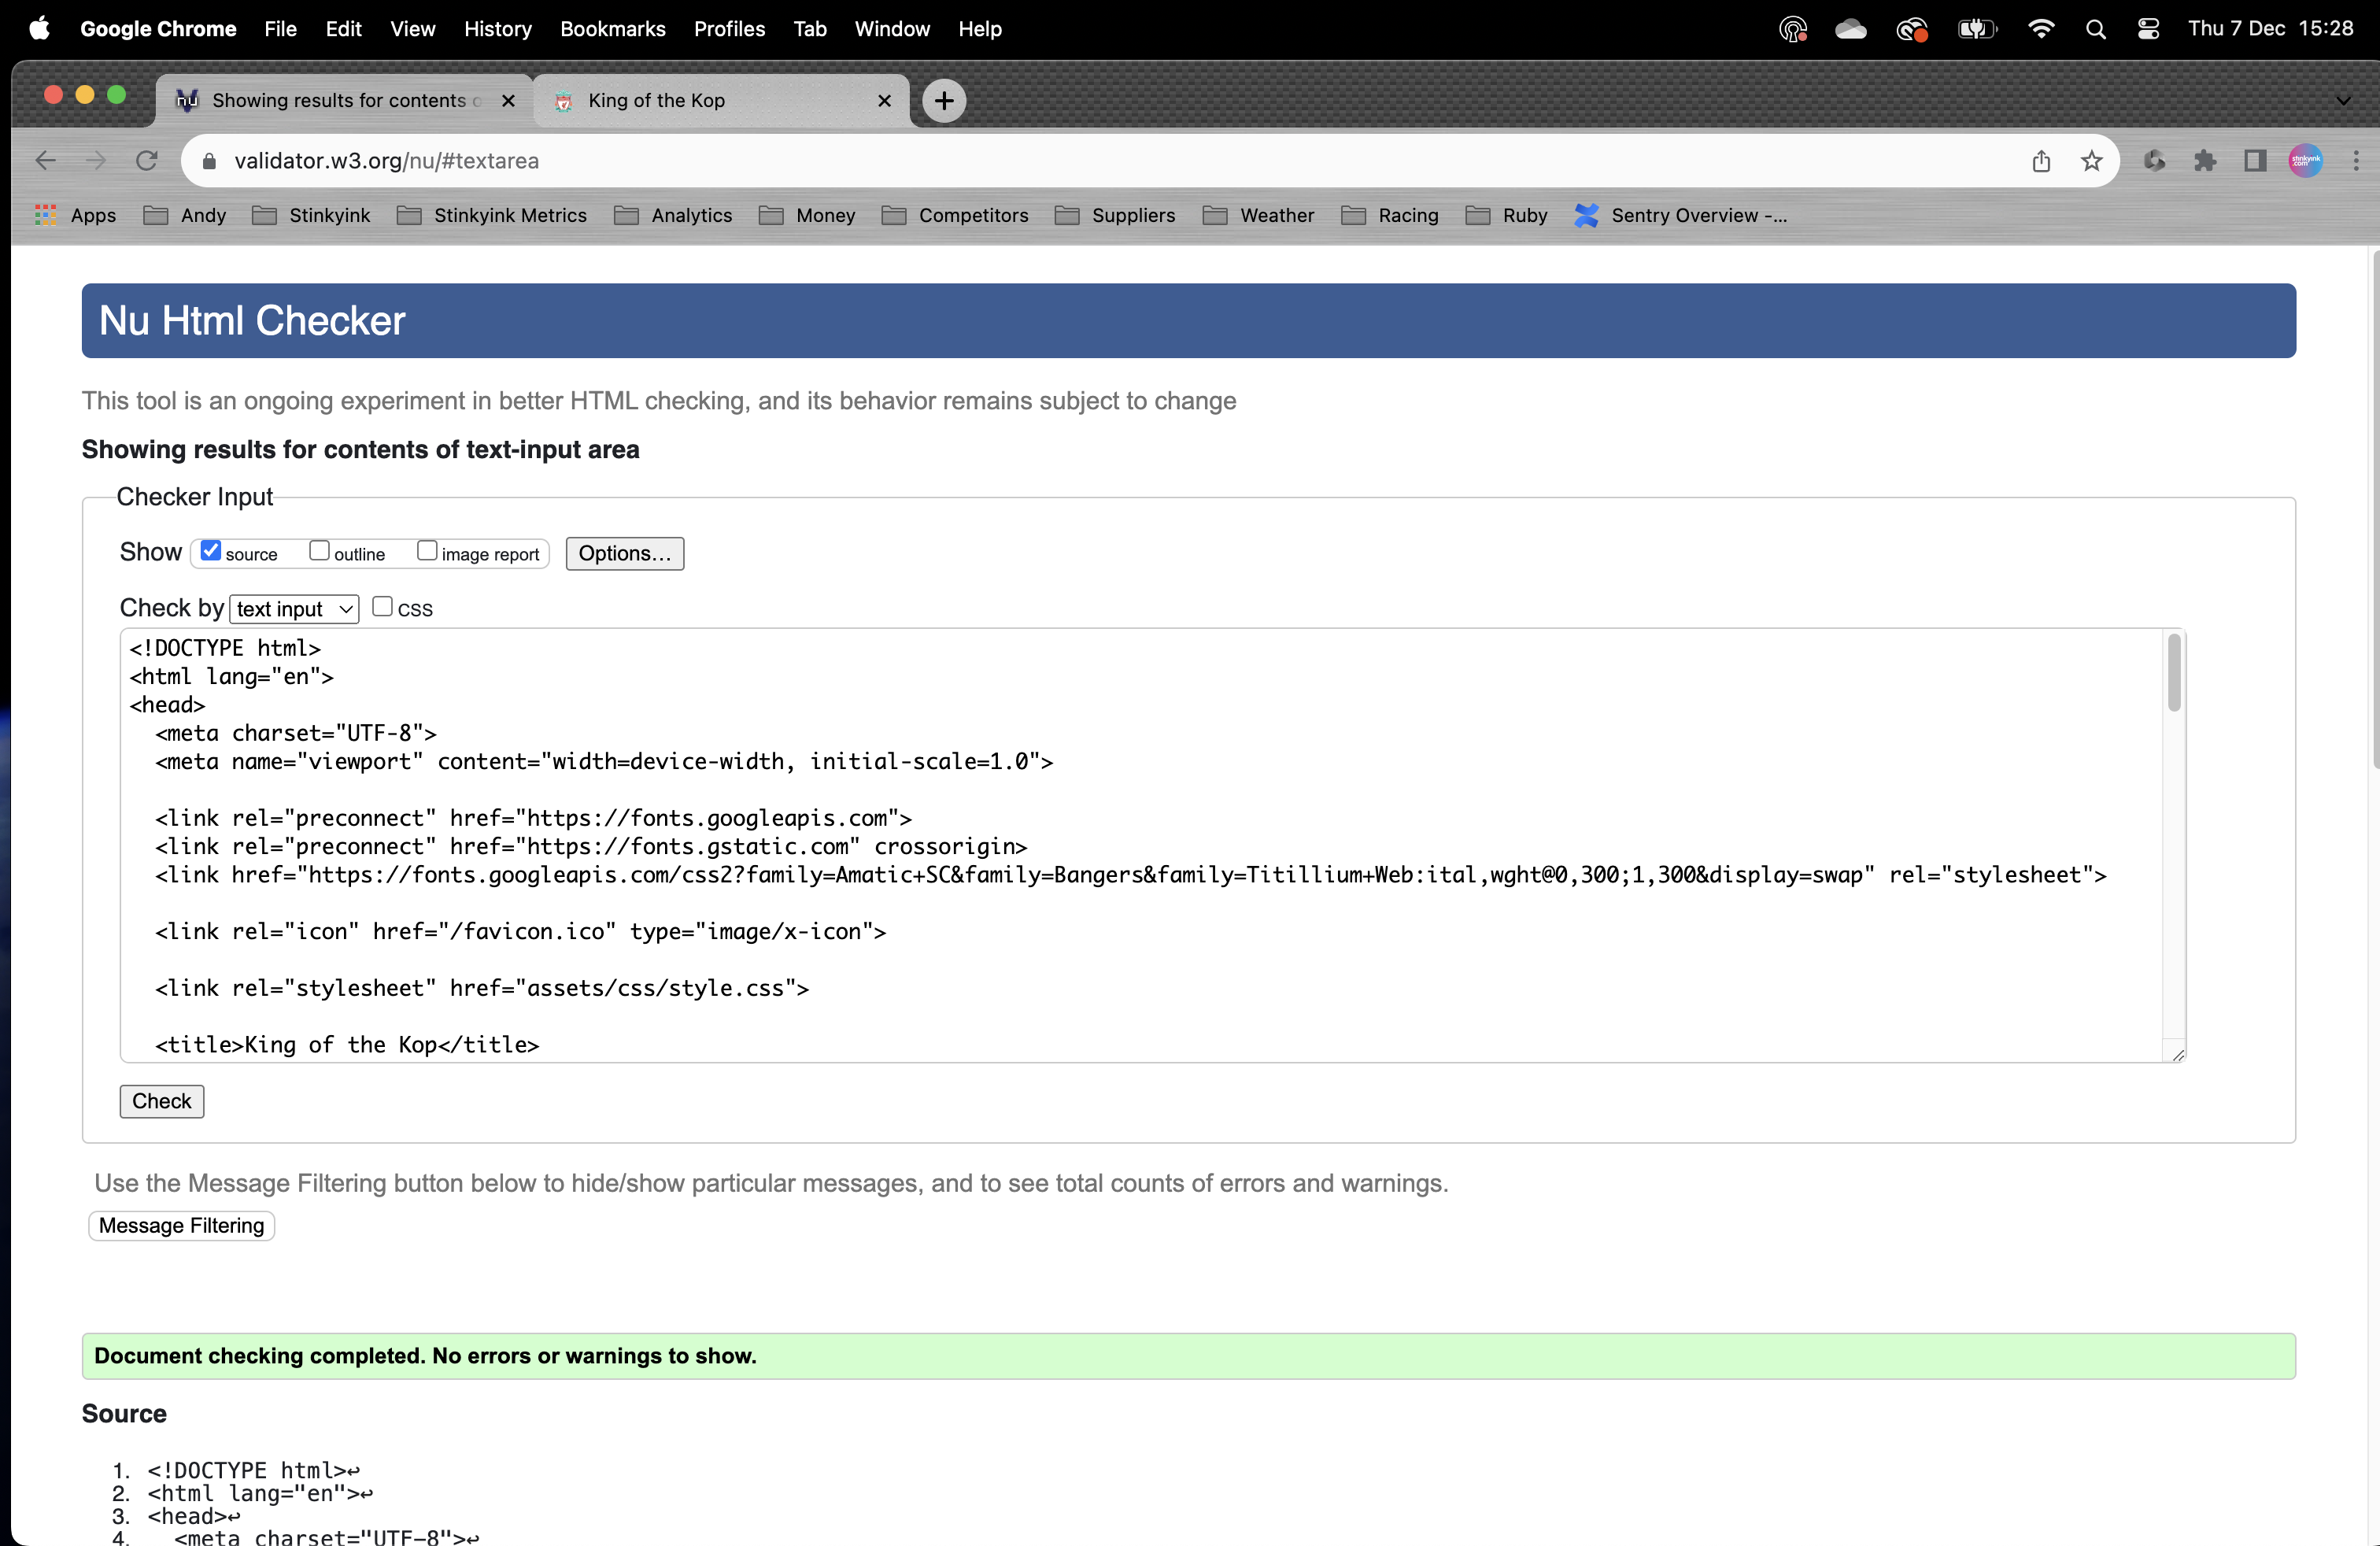 Google Chrome File Edit View History Bookmarks Profiles Tab Window Help Thu 7 Dec 15:28
nu Showing results for contents King of the Kop
validator.w3.org/nu/#textarea stinkyink .com
Apps Andy Stinkyink Stinkyink Metrics Analytics Money Competitors Suppliers Weather Racing Ruby Sentry Overview -...
Nu Html Checker
This tool is an ongoing experiment in better HTML checking, and its behavior remains subject to change
Showing results for contents of text-input area
Checker Input
Show source outline image report Options...
Check by text input CSS
<!DOCTYPE html>
<html lang="en">
<head>
<meta charset="UTF-8">
<meta name="viewport" content="width=device-width, initial-scale=1.0">
<link rel="preconnect" href="https://fonts.googleapis.com">
<link rel="preconnect" href="https://fonts.gstatic.com" crossorigin>
<link href="https://fonts.googleapis.com/css2?family=Amatic+SC&family=Bangers&family=Titillium+Web:ital,wght@0,300;1,300&display=swap" rel="stylesheet">
<link rel="icon" href="/favicon.ico" type="image/x-icon">
<link rel="stylesheet" href="assets/css/style.css">
<title>King of the Kop</title>
Check
Use the Message Filtering button below to hide/show particular messages, and to see total counts of errors and warnings.
Message Filtering
Document checking completed. No errors or warnings to show.
Source
1. <!DOCTYPE html>↩
2. <html lang="en">↩
3. <head>↩
4. <meta charset="UTF-8">↩